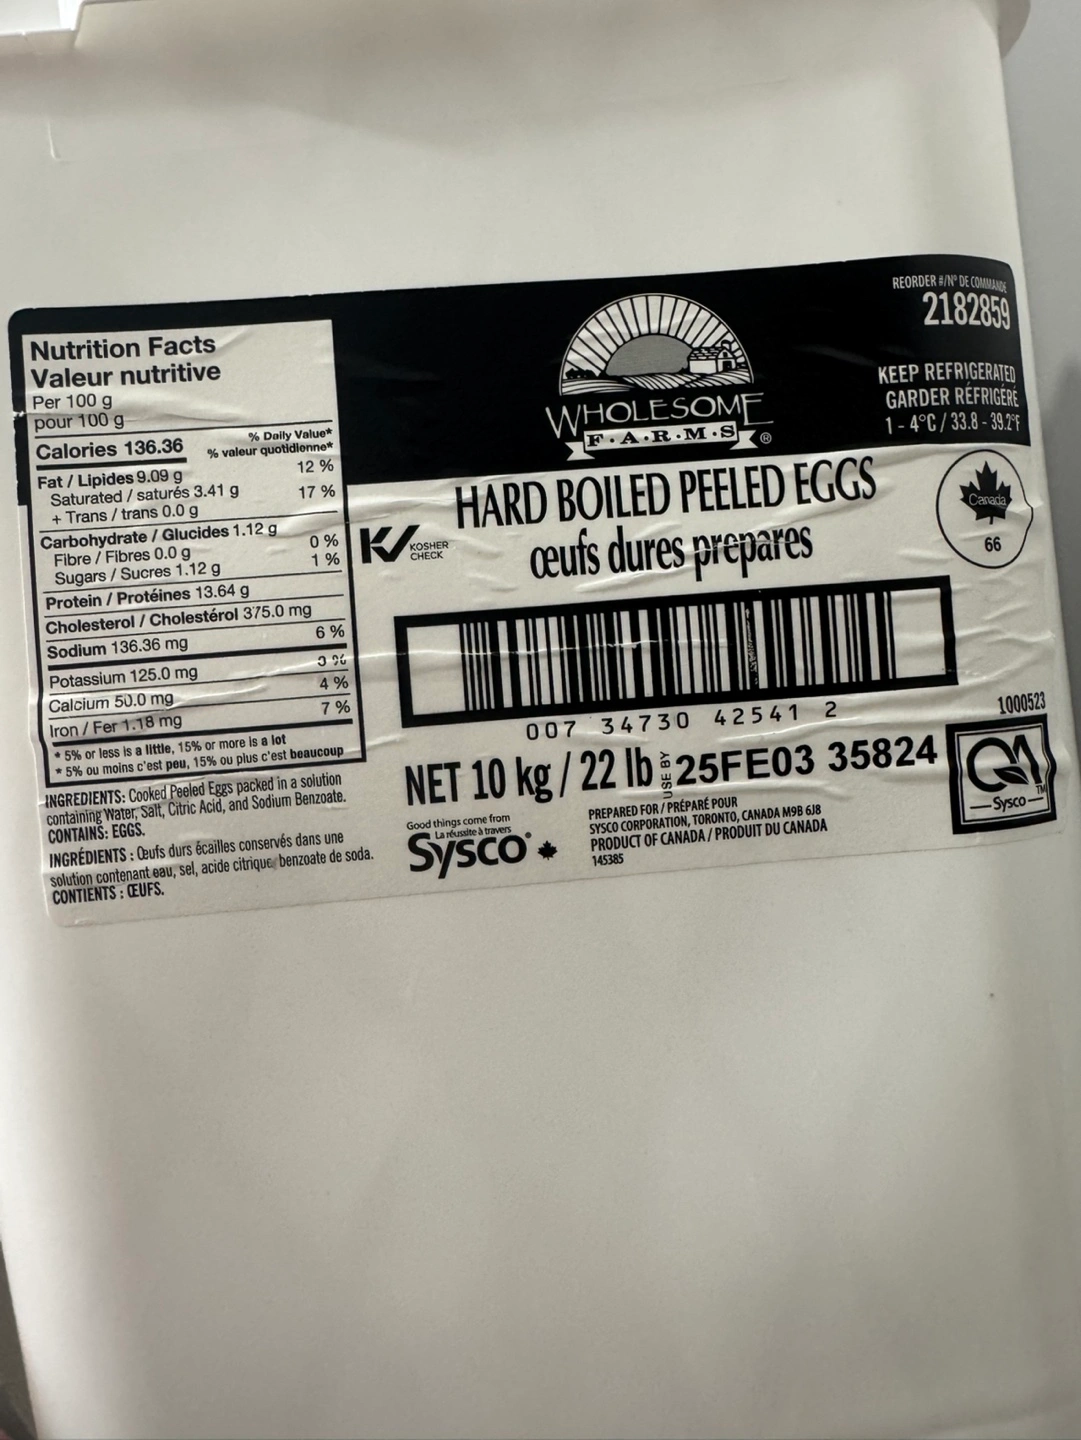 Nutrition Facts
Valeur nutritive
Per 100 g
pour 100 g
Calories 136.36
% Daily Value*
% valeur quotidienne*
Fat / Lipides 9.09 g 12 %
Saturated / saturés 3.41 g 17 %
+ Trans / trans 0.0 g
Carbohydrate / Glucides 1.12 g
Fibre / Fibres 0.0 g 0 %
Sugars / Sucres 1.12 g 1 %
Protein / Protéines 13.64 g
Cholesterol / Cholestérol 375.0 mg
Sodium 136.36 mg 6 %
Potassium 125.0 mg 3 %
Calcium 50.0 mg 4 %
Iron / Fer 1.18 mg 7 %
* 5% or less is a little, 15% or more is a lot
* 5% ou moins c'est peu, 15% ou plus c'est beaucoup
INGREDIENTS: Cooked Peeled Eggs packed in a solution
containing Water, Salt, Citric Acid, and Sodium Benzoate.
CONTAINS: EGGS.
INGRÉDIENTS : Œufs durs écailles conservés dans une
solution contenant eau, sel, acide citrique, benzoate de soda.
CONTIENTS : ŒUFS.
WHOLESOME
F•A•R•M•S ®
REORDER #/Nº DE COMMANDE
2182859
KEEP REFRIGERATED
GARDER RÉFRIGÉRÉ
1 - 4°C / 33.8 - 39.2°F
HARD BOILED PEELED EGGS
œufs dures prepares
KOSHER
CHECK
Canada
66
007 34730 42541 2
1000523
NET 10 kg / 22 lb USE BY 25FE03 35824
Good things come from
La réussite à travers
Sysco®
PREPARED FOR / PRÉPARÉ POUR
SYSCO CORPORATION, TORONTO, CANADA M9B 6J8
PRODUCT OF CANADA / PRODUIT DU CANADA
145385
QA
Sysco TM